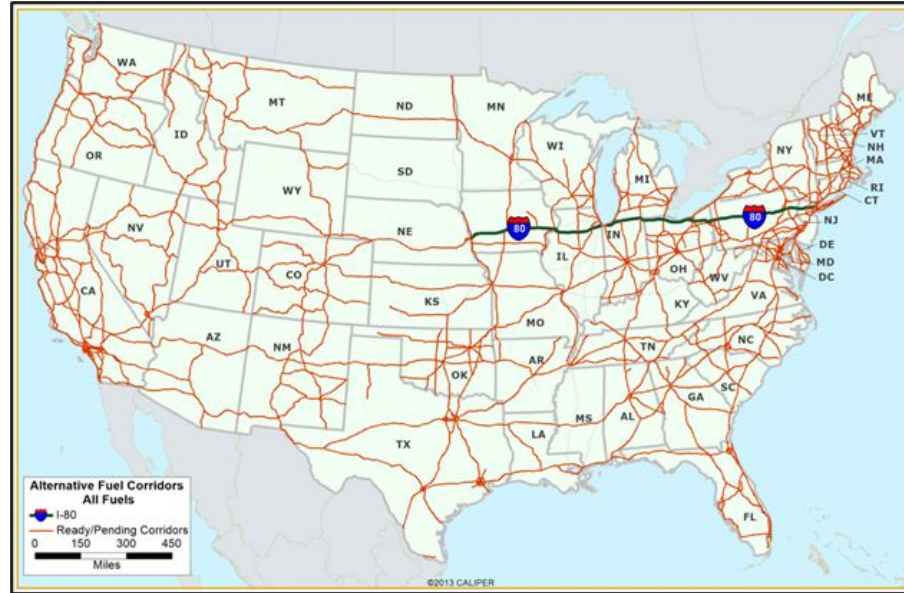 WA
MT
ND
MN
ME
OR
ID
WI
VT
NH
MA
NY
SD
MI
WY
RI
CT
NV
NE
80
80
NJ
UT
CO
IL
IN
OH
DE
MD
DC
CA
KS
WV
VA
MO
KY
AZ
NM
OK
AR
TN
NC
SC
MS
AL
GA
TX
LA
FL
Alternative Fuel Corridors
All Fuels
80 I-80
Ready/Pending Corridors
0 150 300 450
Miles
©2013 CALIPER